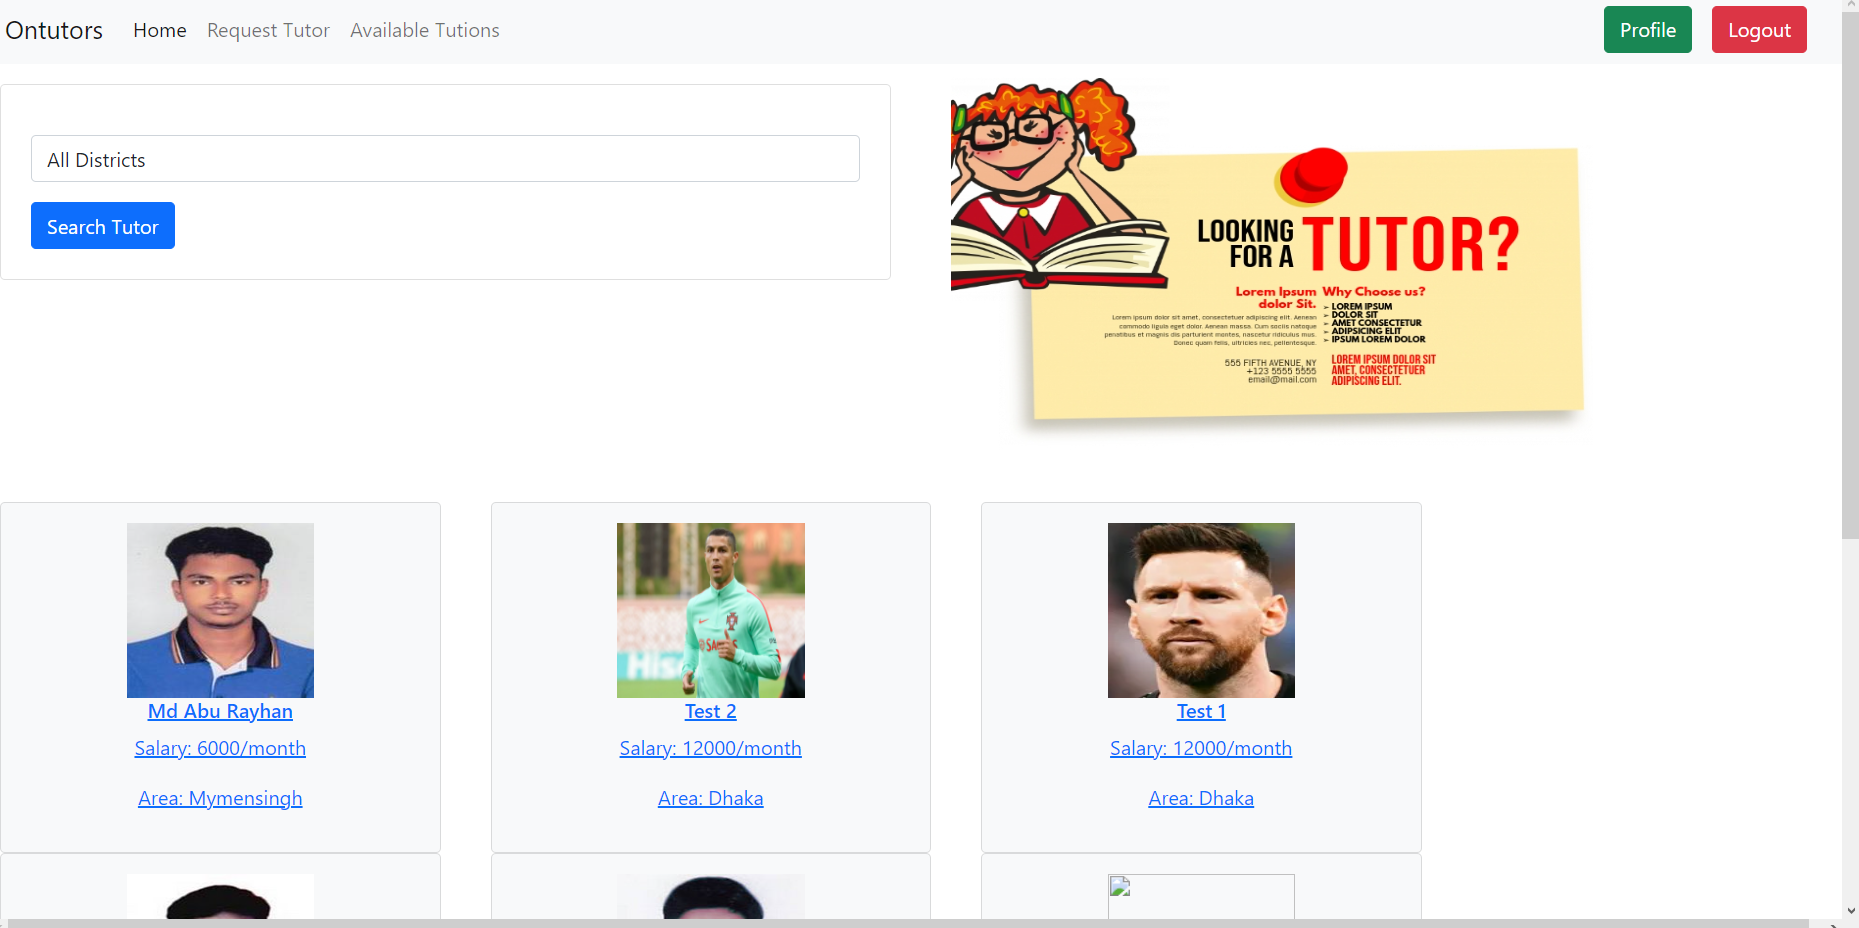 Ontutors Home Request Tutor Available Tutions Profile Logout
All Districts
Search Tutor
LOOKING
FOR A
TUTOR?
Lorem Ipsum
dolor Sit.
Lorem ipsum dolor sit amet, consectetuer adipiscing elit. Aenean
commodo ligula eget dolor. Aenean massa. Cum sociis natoque
penatibus et magnis dis parturient montes, nascetur ridiculus mus.
Donec quam felis, ultricies nec, pellentesque.
555 FIFTH AVENUE, NY
+123 5555 5555
email@mail.com
Why Choose us?
➢ LOREM IPSUM
➢ DOLOR SIT
➢ AMET CONSECTETUR
➢ ADIPSICING ELIT
➢ IPSUM LOREM DOLOR
LOREM IPSUM DOLOR SIT
AMET, CONSECTETUER
ADIPISCING ELIT.
Md Abu Rayhan
Salary: 6000/month
Area: Mymensingh
Test 2
Salary: 12000/month
Area: Dhaka
Test 1
Salary: 12000/month
Area: Dhaka